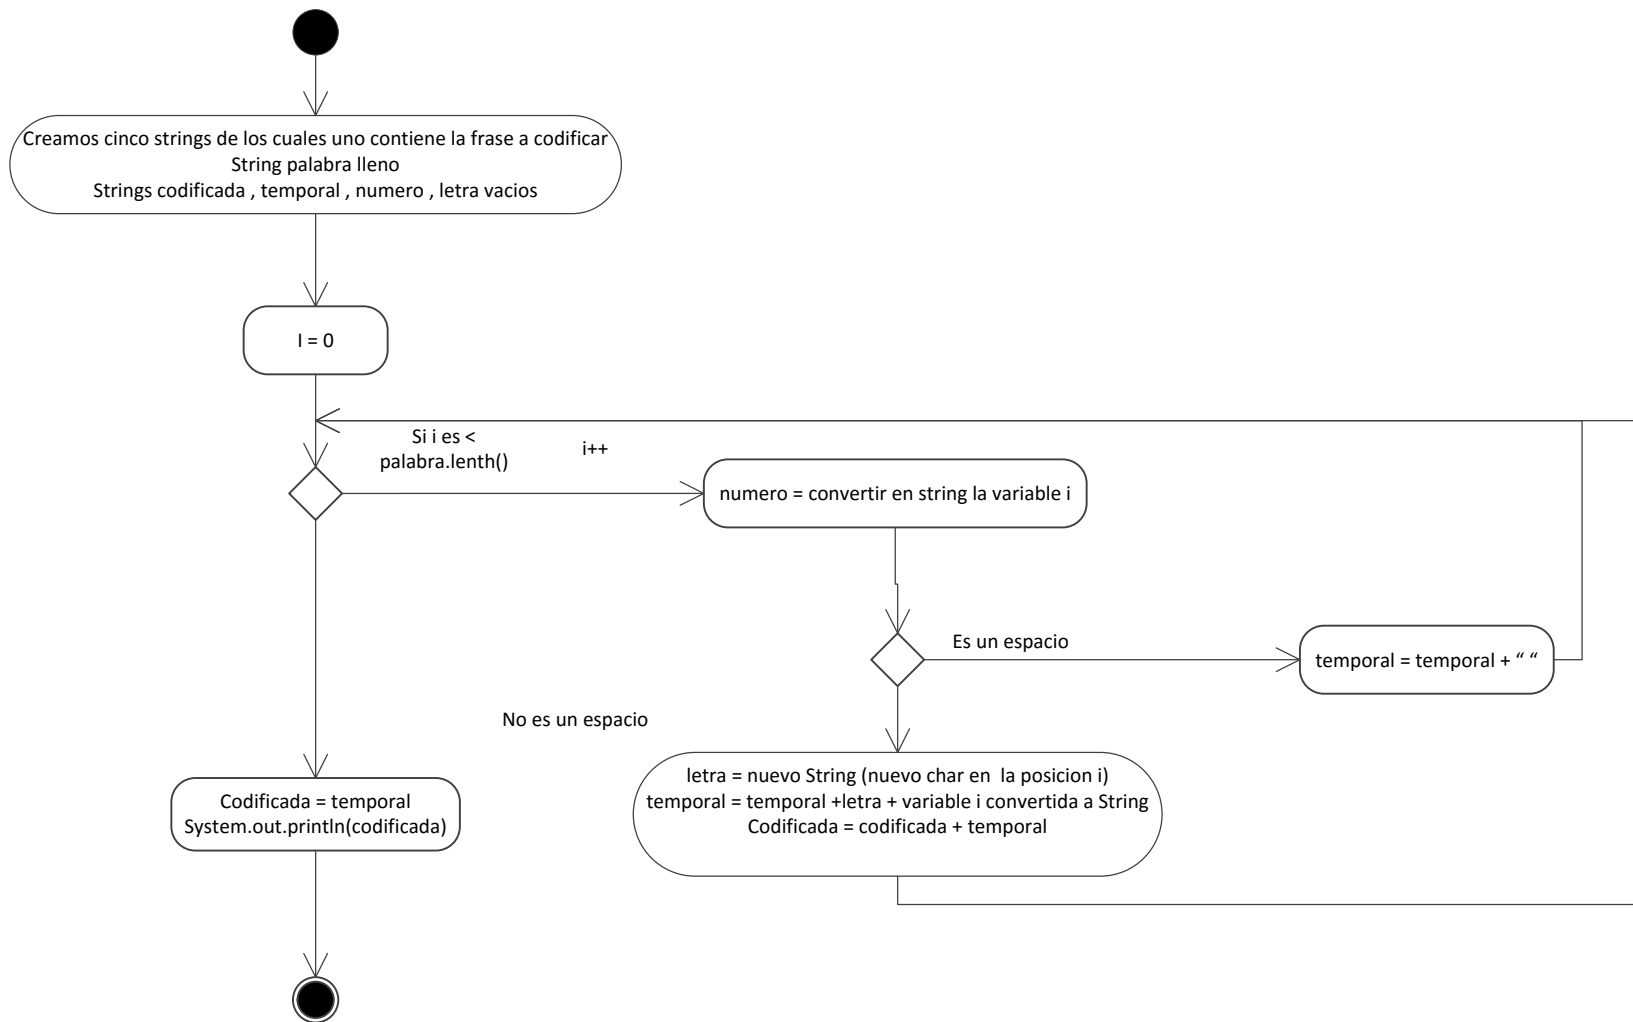 Creamos cinco strings de los cuales uno contiene la frase a codificar
String palabra lleno
Strings codificada , temporal , numero , letra vacios
I = 0
Si i es <
palabra.lenth()
i++
numero = convertir en string la variable i
Es un espacio
temporal = temporal + “ “
No es un espacio
letra = nuevo String (nuevo char en  la posicion i)
temporal = temporal +letra + variable i convertida a String
Codificada = codificada + temporal
Codificada = temporal
System.out.println(codificada)